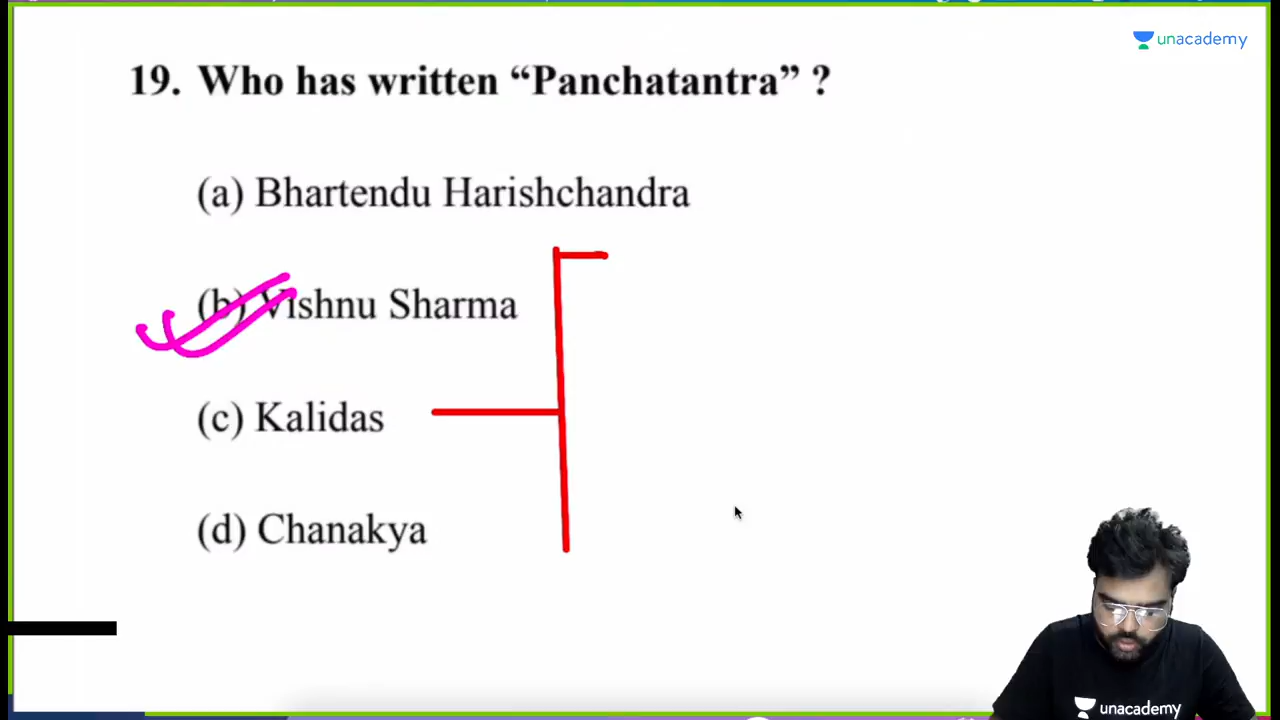 unacademy
19. Who has written “Panchatantra” ?
(a) Bhartendu Harishchandra
(b) Vishnu Sharma
(c) Kalidas
(d) Chanakya
unacademy